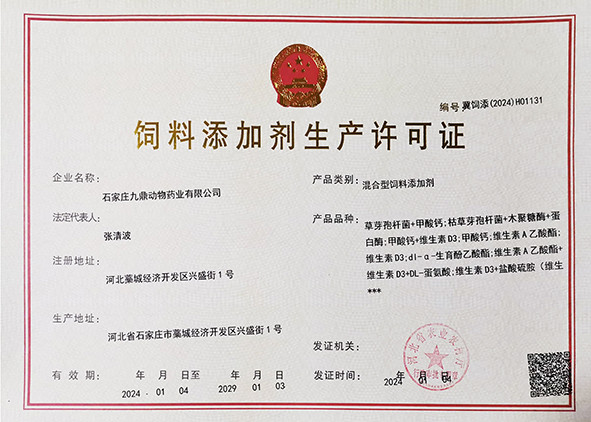 编号 冀饲添(2024)H01131
饲料添加剂生产许可证
企业名称:
石家庄九鼎动物药业有限公司
法定代表人:
张清波
注册地址:
河北藁城经济开发区兴盛街1号
生产地址:
河北省石家庄市藁城经济开发区兴盛街1号
有效期: 年 月 日至 年 月 日
2024 . 01 04 2029 01 03
产品类别: 混合型饲料添加剂
产品品种: 草芽孢杆菌+甲酸钙;枯草芽孢杆菌+木聚糖酶+蛋
白酶;甲酸钙+维生素D3;甲酸钙;维生素A乙酸酯;
维生素D3;dl-α-生育酚乙酸酯;维生素A乙酸酯+
维生素D3+DL-蛋氨酸;维生素D3+盐酸硫胺（维生
***
发证机关:
河北省农业农村厅
发证时间: 年 月 日
2024 01 04